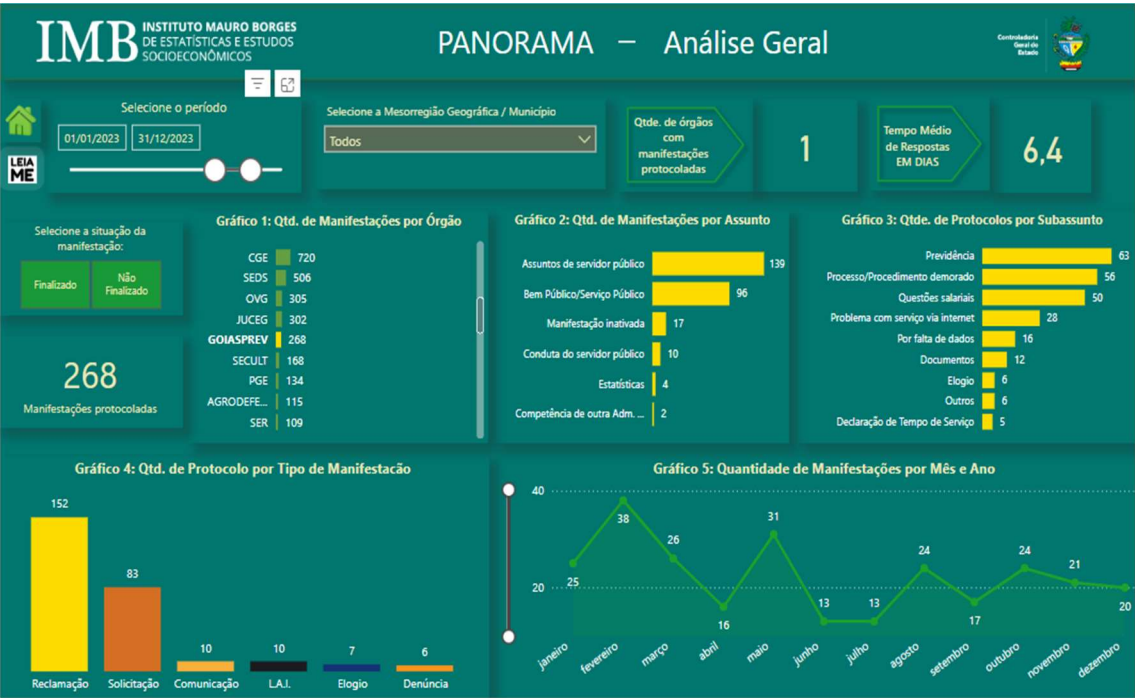 IMB
INSTITUTO MAURO BORGES
DE ESTATÍSTICAS E ESTUDOS
SOCIOECONÔMICOS
PANORAMA – Análise Geral
Controladoria
Geral do
Estado
Selecione o período
01/01/2023 31/12/2023
LEIA
ME
Selecione a Mesorregião Geográfica / Município
Todos
Qtde. de órgãos
com
manifestações
protocoladas
1
Tempo Médio
de Respostas
EM DIAS
6,4
Selecione a situação da
manifestação:
Finalizado
Não
Finalizado
268
Manifestações protocoladas
Gráfico 1: Qtd. de Manifestações por Órgão
CGE 720
SEDS 506
OVG 305
JUCEG 302
GOIASPREV 268
SECULT 168
PGE 134
AGRODEFE... 115
SER 109
Gráfico 2: Qtd. de Manifestações por Assunto
Assuntos de servidor público 139
Bem Público/Serviço Público 96
Manifestação inativada 17
Conduta do servidor público 10
Estatísticas 4
Competência de outra Adm. ... 2
Gráfico 3: Qtde. de Protocolos por Subassunto
Previdência 63
Processo/Procedimento demorado 56
Questões salariais 50
Problema com serviço via internet 28
Por falta de dados 16
Documentos 12
Elogio 6
Outros 6
Declaração de Tempo de Serviço 5
Gráfico 4: Qtd. de Protocolo por Tipo de Manifestacão
152
83
10
10
7
6
Reclamação Solicitação Comunicação L.A.I. Elogio Denúncia
Gráfico 5: Quantidade de Manifestações por Mês e Ano
40
20
25
38
26
16
31
13
13
24
17
24
21
20
janeiro fevereiro março abril maio junho julho agosto setembro outubro novembro dezembro